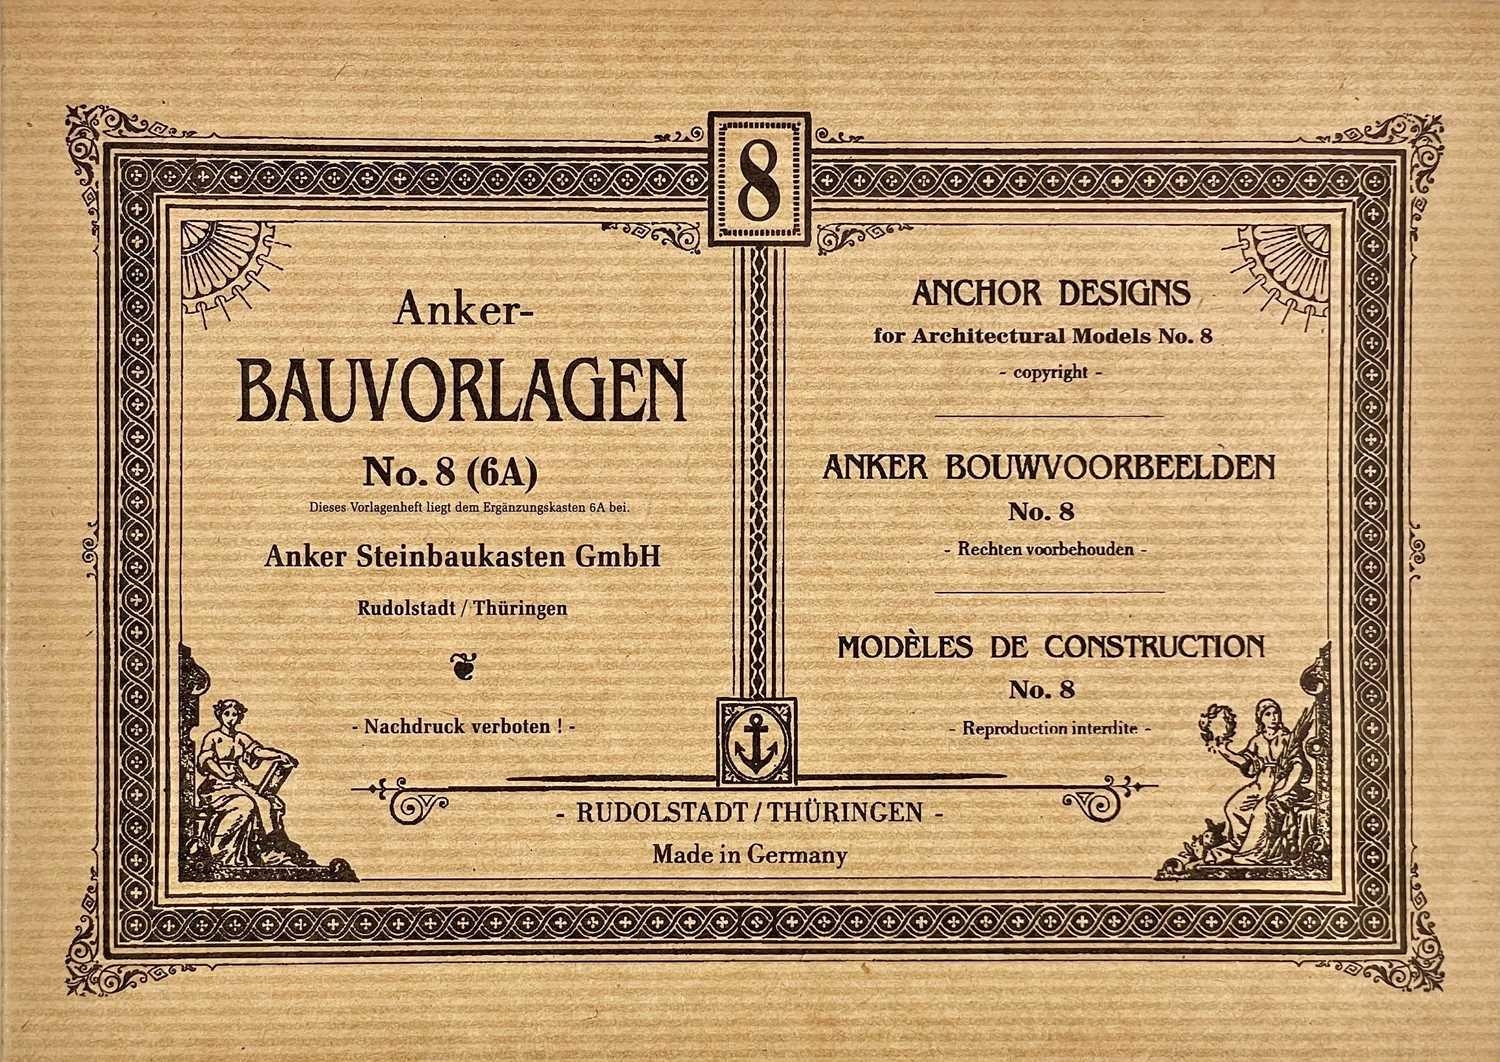 8
Anker-
BAUVORLAGEN
No. 8 (6A)
Dieses Vorlagenheft liegt dem Ergänzungskasten 6A bei.
Anker Steinbaukasten GmbH
Rudolstadt / Thüringen
- Nachdruck verboten ! -
ANCHOR DESIGNS
for Architectural Models No. 8
- copyright -
ANKER BOUWVOORBEELDEN
No. 8
- Rechten voorbehouden -
MODÈLES DE CONSTRUCTION
No. 8
- Reproduction interdite -
- RUDOLSTADT / THÜRINGEN -
Made in Germany